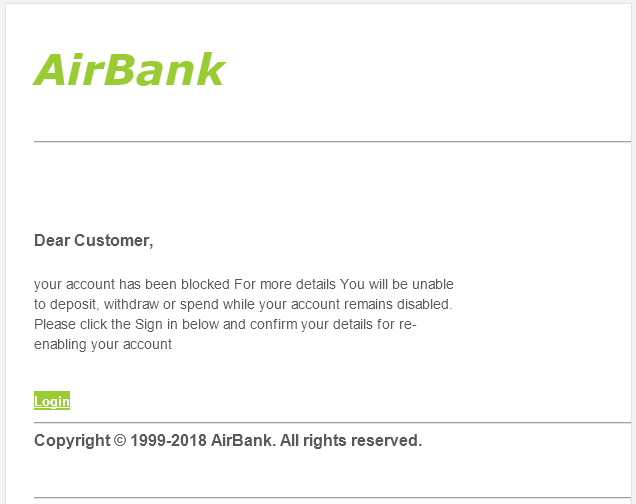 AirBank
Dear Customer,
your account has been blocked For more details You will be unable
to deposit, withdraw or spend while your account remains disabled.
Please click the Sign in below and confirm your details for re-
enabling your account
Login
Copyright © 1999-2018 AirBank. All rights reserved.